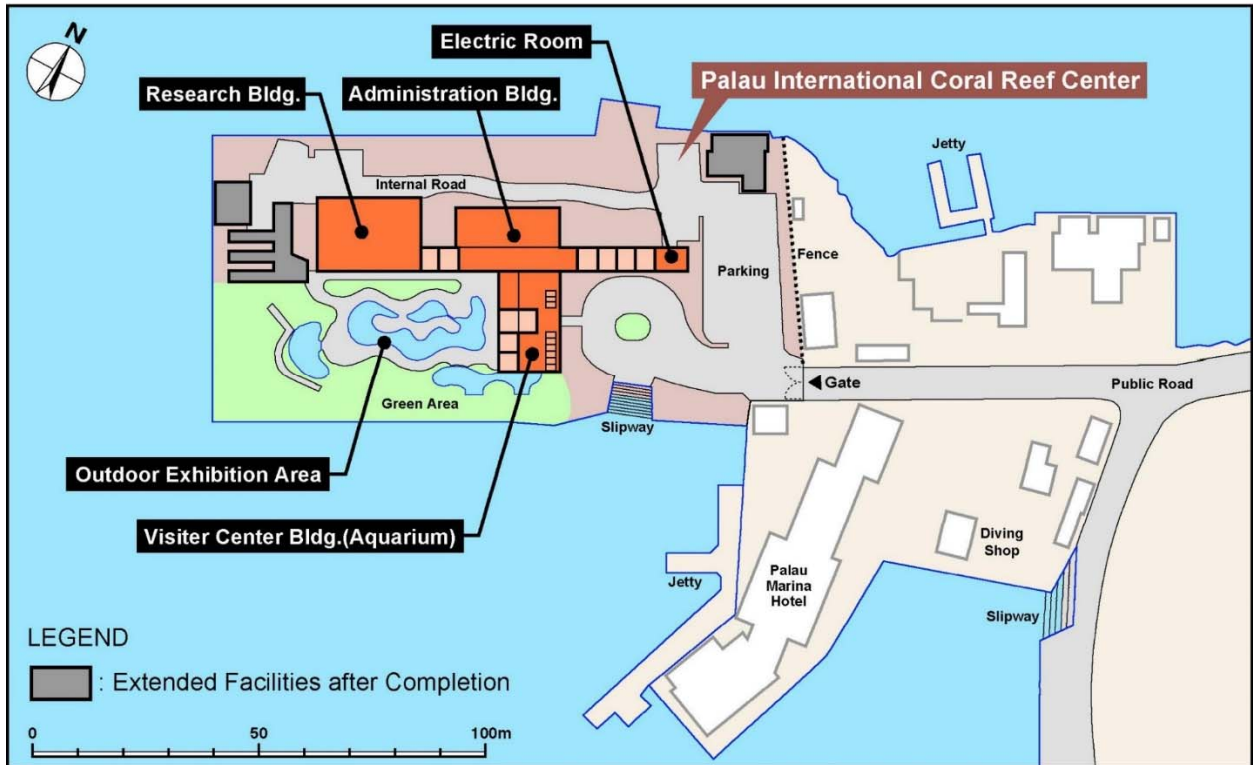 N
Electric Room
Research Bldg.
Administration Bldg.
Palau International Coral Reef Center
Jetty
Internal Road
Fence
Parking
Gate
Public Road
Green Area
Slipway
Outdoor Exhibition Area
Visiter Center Bldg.(Aquarium)
Diving
Shop
Jetty
Palau
Marina
Hotel
Slipway
LEGEND
: Extended Facilities after Completion
0 50 100m